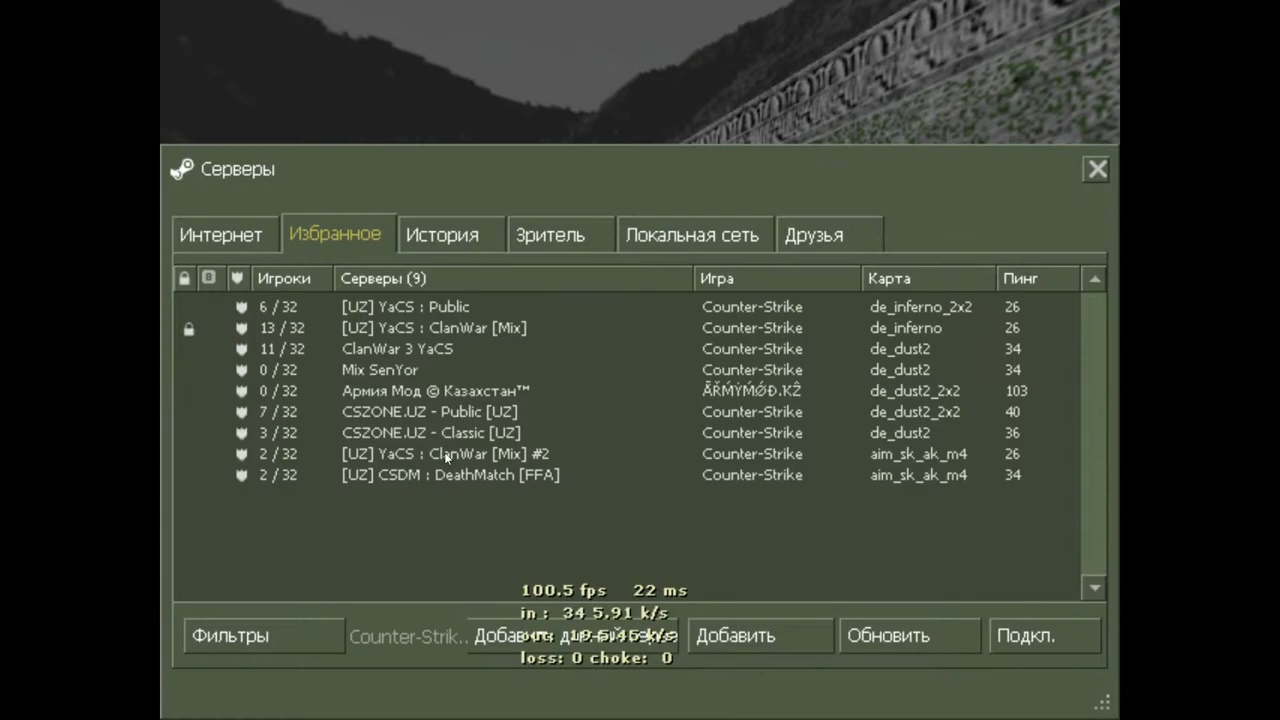 Серверы
Интернет Избранное История Зритель Локальная сеть Друзья
Игроки Серверы (9) Игра Карта Пинг
6 / 32 [UZ] YaCS : Public Counter-Strike de_inferno_2x2 26
13 / 32 [UZ] YaCS : ClanWar [Mix] Counter-Strike de_inferno 26
11 / 32 ClanWar 3 YaCS Counter-Strike de_dust2 34
0 / 32 Mix SenYor Counter-Strike de_dust2 34
0 / 32 Армия Мод © Казахстан™ ÃŘḾÝḾǾĐ.KŽ de_dust2_2x2 103
7 / 32 CSZONE.UZ - Public [UZ] Counter-Strike de_dust2_2x2 40
3 / 32 CSZONE.UZ - Classic [UZ] Counter-Strike de_dust2 36
2 / 32 [UZ] YaCS : ClanWar [Mix] #2 Counter-Strike aim_sk_ak_m4 26
2 / 32 [UZ] CSDM : DeathMatch [FFA] Counter-Strike aim_sk_ak_m4 34
100.5 fps 22 ms
in : 34 5.91 k/s
Фильтры Counter-Strik.. Добавить Обновить Подкл.
loss: 0 choke: 0